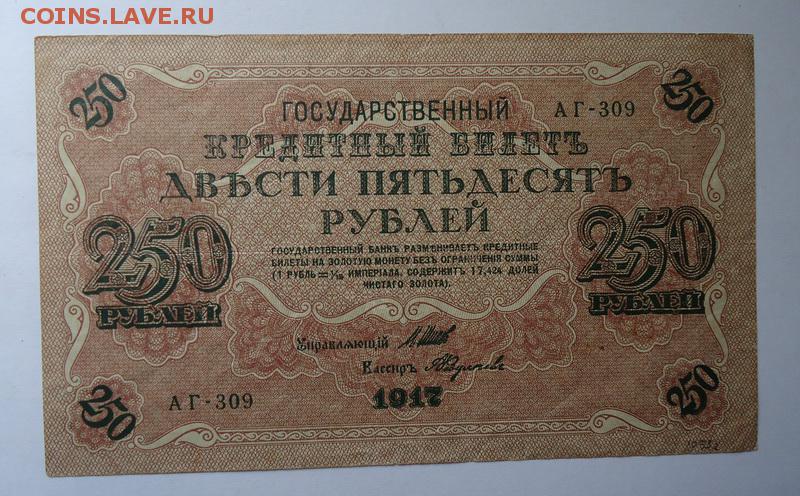 COINS.LAVE.RU
250 250
ГОСУДАРСТВЕННЫЙ АГ-309
КРЕДИТНЫЙ БИЛЕТЪ
ДВѢСТИ ПЯТЬДЕСЯТЪ
РУБЛЕЙ
250 РУБЛЕЙ
250 РУБЛЕЙ
ГОСУДАРСТВЕННЫЙ БАНКЪ РАЗМѢНИВАЕТЪ КРЕДИТНЫЕ
БИЛЕТЫ НА ЗОЛОТУЮ МОНЕТУ БЕЗЪ ОГРАНИЧЕНІЯ СУММЫ
(1 РУБЛЬ = 1/15 ИМПЕРІАЛА, СОДЕРЖИТЪ 17,424 ДОЛЕЙ
ЧИСТАГО ЗОЛОТА).
Управляющій
Кассиръ
АГ-309 1917
250 250